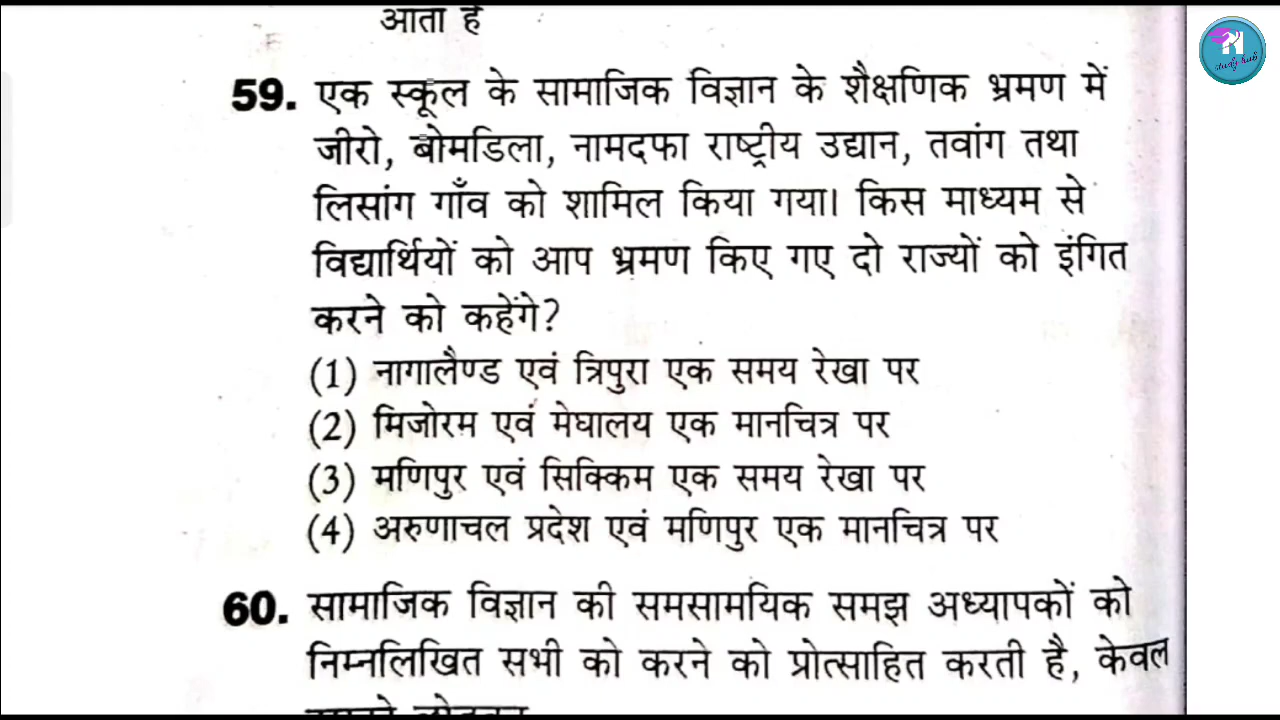 आता है
59. एक स्कूल के सामाजिक विज्ञान के शैक्षणिक भ्रमण में
जीरो, बोमडिला, नामदफा राष्ट्रीय उद्यान, तवांग तथा
लिसांग गाँव को शामिल किया गया। किस माध्यम से
विद्यार्थियों को आप भ्रमण किए गए दो राज्यों को इंगित
करने को कहेंगे?
(1) नागालैण्ड एवं त्रिपुरा एक समय रेखा पर
(2) मिजोरम एवं मेघालय एक मानचित्र पर
(3) मणिपुर एवं सिक्किम एक समय रेखा पर
(4) अरुणाचल प्रदेश एवं मणिपुर एक मानचित्र पर
60. सामाजिक विज्ञान की समसामयिक समझ अध्यापकों को
निम्नलिखित सभी को करने को प्रोत्साहित करती है, केवल
N
study hub